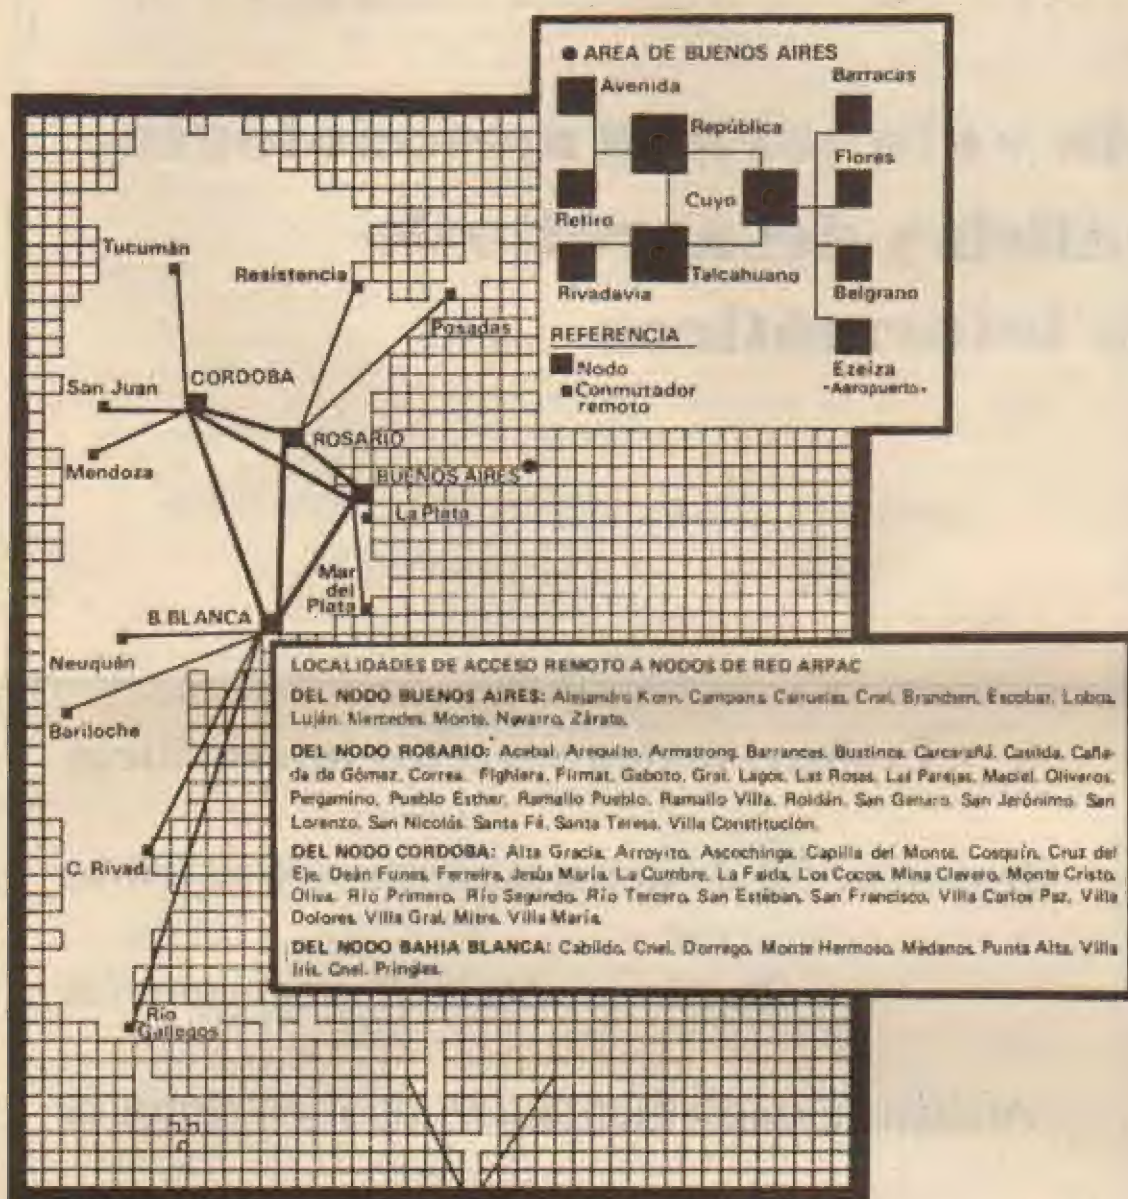 ● AREA DE BUENOS AIRES
Avenida
Barracas
República
Flores
Cuyo
Retiro
Talcahuano
Rivadavia
Belgrano
REFERENCIA
Nodo
Conmutador
remoto
Ezeiza
-Aeropuerto-
Tucumán
Resistencia
Posadas
San Juan
CORDOBA
Mendoza
ROSARIO
BUENOS AIRES
La Plata
Mar
del
Plata
B. BLANCA
Neuquén
Bariloche
C. Rivad.
Río
Gallegos
LOCALIDADES DE ACCESO REMOTO A NODOS DE RED ARPAC
DEL NODO BUENOS AIRES: Alejandro Korn, Campana, Cañuelas, Cnel. Brandsen, Escobar, Lobos,
Luján, Mercedes, Monte, Navarro, Zárate.
DEL NODO ROSARIO: Acebal, Arequito, Armstrong, Barrancas, Bustinza, Carcarañá, Casilda, Caña-
da de Gómez, Correa, Fighiera, Firmat, Gaboto, Gral. Lagos, Las Rosas, Las Parejas, Maciel, Oliveros,
Pergamino, Pueblo Esther, Ramallo Pueblo, Ramallo Villa, Roldán, San Genaro, San Jerónimo, San
Lorenzo, San Nicolás, Santa Fé, Santa Teresa, Villa Constitución.
DEL NODO CORDOBA: Alta Gracia, Arroyito, Ascochinga, Capilla del Monte, Cosquín, Cruz del
Eje, Deán Funes, Ferreira, Jesús María, La Cumbre, La Falda, Los Cocos, Mina Clavero, Monte Cristo,
Oliva, Río Primero, Río Segundo, Río Tercero, San Estéban, San Francisco, Villa Carlos Paz, Villa
Dolores, Villa Gral. Mitre, Villa María.
DEL NODO BAHIA BLANCA: Cabildo, Cnel. Dorrego, Monte Hermoso, Médanos, Punta Alta, Villa
Iris, Cnel. Pringles.